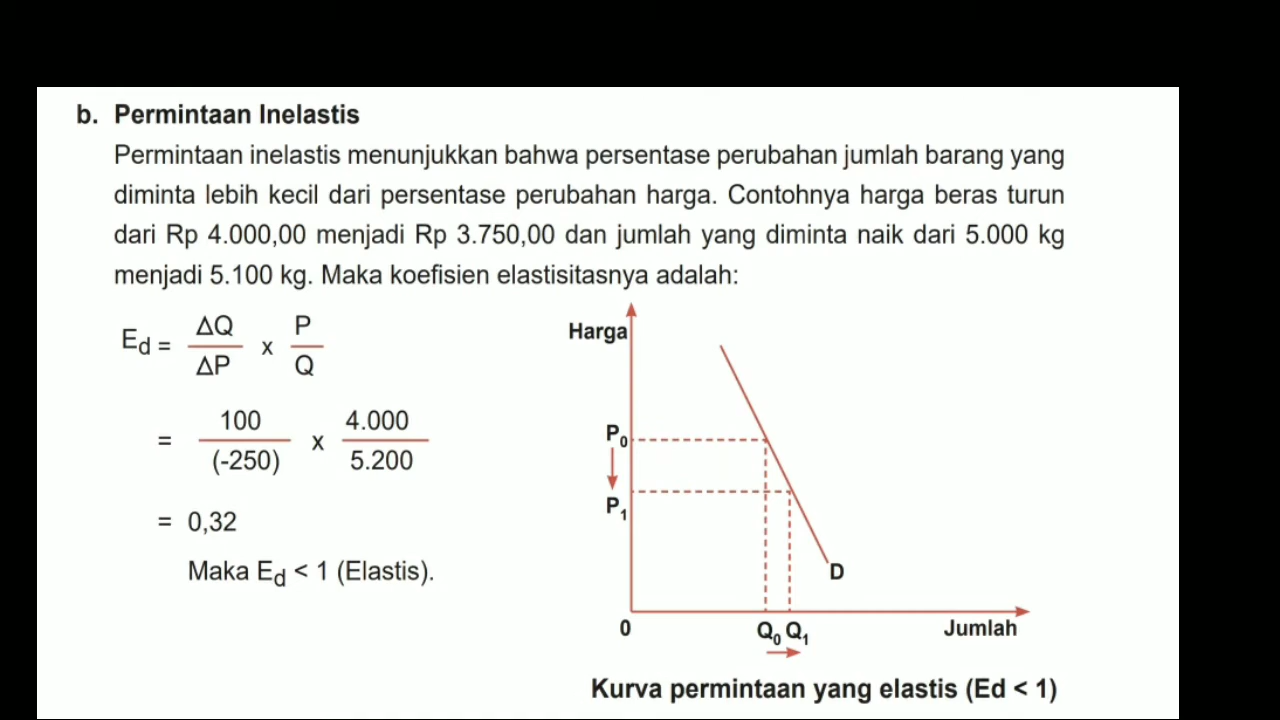 b. Permintaan Inelastis
Permintaan inelastis menunjukkan bahwa persentase perubahan jumlah barang yang
diminta lebih kecil dari persentase perubahan harga. Contohnya harga beras turun
dari Rp 4.000,00 menjadi Rp 3.750,00 dan jumlah yang diminta naik dari 5.000 kg
menjadi 5.100 kg. Maka koefisien elastisitasnya adalah:
Ed = ΔQ/ΔP x P/Q
= 100/(-250) x 4.000/5.200
= 0,32
Maka Ed < 1 (Elastis).
Harga
P0
P1
D
0
Q0 Q1
Jumlah
Kurva permintaan yang elastis (Ed < 1)